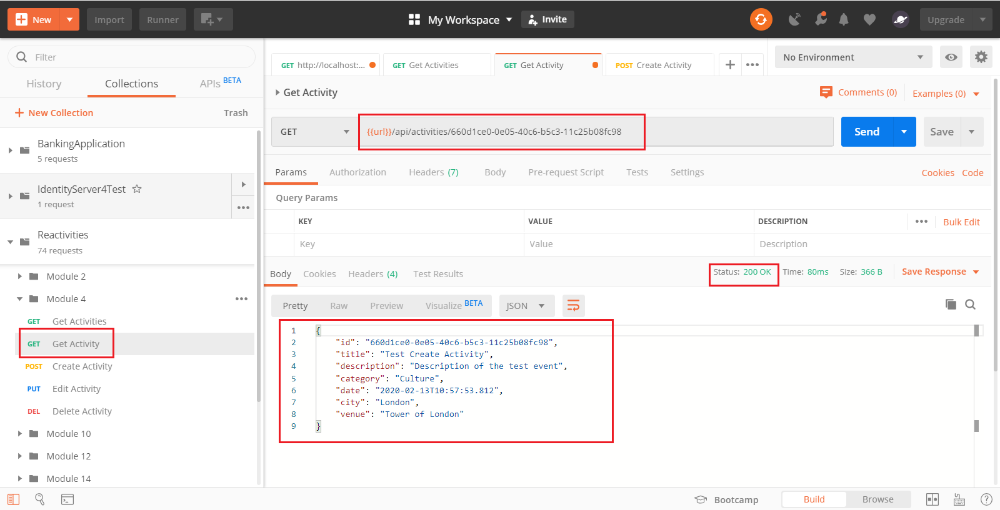 New
Import
Runner
My Workspace
Invite
Upgrade
Filter
History
Collections
APIs BETA
New Collection
Trash
BankingApplication
5 requests
IdentityServer4Test
1 request
Reactivities
74 requests
Module 2
Module 4
GET Get Activities
GET Get Activity
POST Create Activity
PUT Edit Activity
DEL Delete Activity
Module 10
Module 12
Module 14
GET http://localhost:...
GET Get Activities
GET Get Activity
POST Create Activity
No Environment
Get Activity
Comments (0)
Examples (0)
GET
{{url}}/api/activities/660d1ce0-0e05-40c6-b5c3-11c25b08fc98
Send
Save
Params
Authorization
Headers (7)
Body
Pre-request Script
Tests
Settings
Cookies
Code
Query Params
KEY
VALUE
DESCRIPTION
Bulk Edit
Key
Value
Description
Body
Cookies
Headers (4)
Test Results
Status: 200 OK
Time: 80ms
Size: 366 B
Save Response
Pretty
Raw
Preview
Visualize BETA
JSON
1 {
2 "id": "660d1ce0-0e05-40c6-b5c3-11c25b08fc98",
3 "title": "Test Create Activity",
4 "description": "Description of the test event",
5 "category": "Culture",
6 "date": "2020-02-13T10:57:53.812",
7 "city": "London",
8 "venue": "Tower of London"
9 }
Bootcamp
Build
Browse